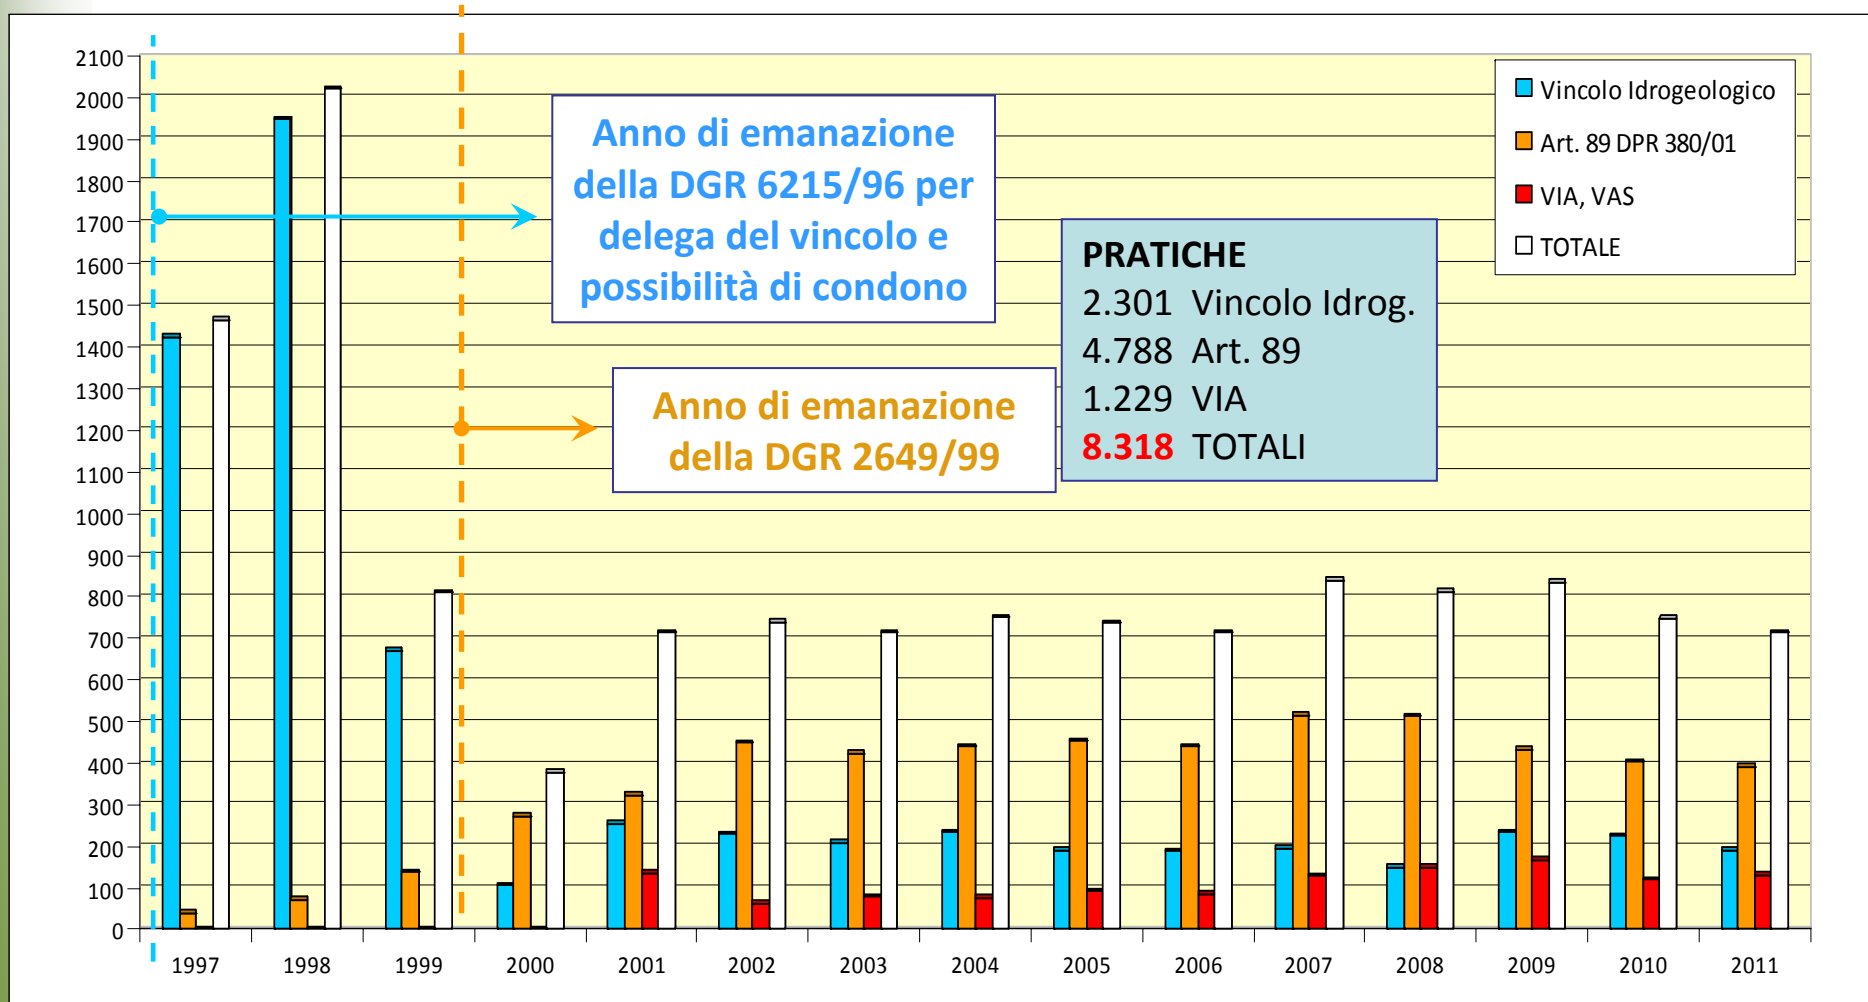 2100
2000
1900
1800
1700
1600
1500
1400
1300
1200
1100
1000
900
800
700
600
500
400
300
200
100
0
Anno di emanazione
della DGR 6215/96 per
delega del vincolo e
possibilità di condono
Anno di emanazione
della DGR 2649/99
PRATICHE
2.301 Vincolo Idrog.
4.788 Art. 89
1.229 VIA
8.318 TOTALI
Vincolo Idrogeologico
Art. 89 DPR 380/01
VIA, VAS
TOTALE
1997 1998 1999 2000 2001 2002 2003 2004 2005 2006 2007 2008 2009 2010 2011